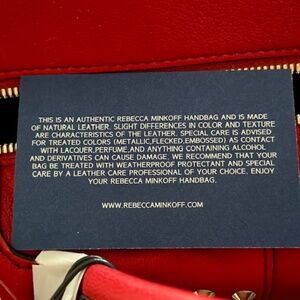 THIS IS AN AUTHENTIC REBECCA MINKOFF HANDBAG AND IS MADE
OF NATURAL LEATHER. SLIGHT DIFFERENCES IN COLOR AND TEXTURE
ARE CHARACTERISTICS OF THE LEATHER. SPECIAL CARE IS ADVISED
FOR TREATED COLORS (METALLIC,FLECKED,EMBOSSED) AS CONTACT
WITH LACQUER,PERFUME,AND ANYTHING CONTAINING ALCOHOL
AND DERIVATIVES CAN CAUSE DAMAGE. WE RECOMMEND THAT YOUR
BAG BE TREATED WITH WEATHERPROOF PROTECTANT AND SPECIAL
CARE BY A LEATHER CARE PROFESSIONAL OF YOUR CHOICE. ENJOY
YOUR REBECCA MINKOFF HANDBAG.
WWW.REBECCAMINKOFF.COM